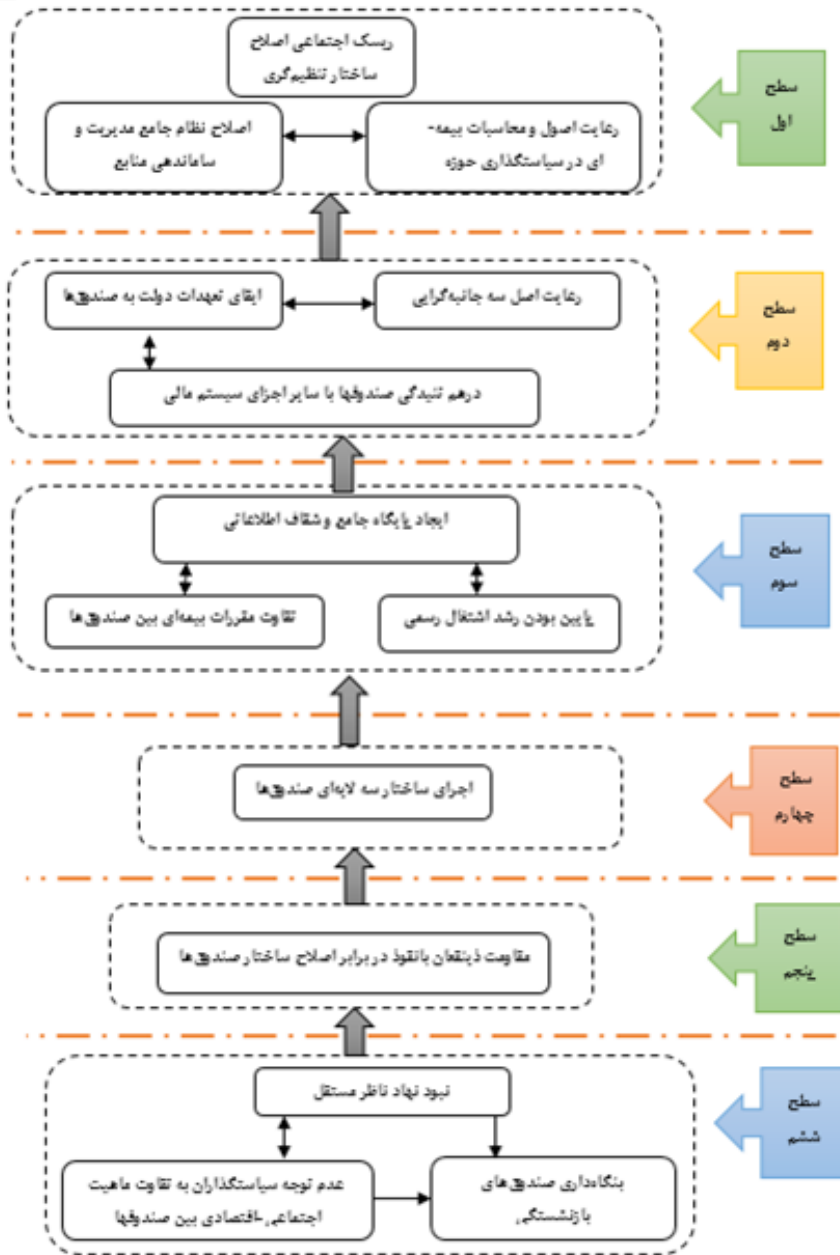 سطح
اول
ریسک اجتماعی اصلاح
ساختار تنظیم‌گری
رعایت اصول و محاسبات بیمه-
ای در سیاستگذاری حوزه
اصلاح نظام جامع مدیریت و
ساماندهی منابع
سطح
دوم
رعایت اصل سه جانبه‌گرایی
ایفای تعهدات دولت به صندوق‌ها
درهم تنیدگی صندوقها با سایر اجزای سیستم مالی
سطح
سوم
ایجاد پایگاه جامع و شفاف اطلاعاتی
پایین بودن رشد اشتغال رسمی
تفاوت مقررات بیمه‌ای بین صندوق‌ها
سطح
چهارم
اجرای ساختار سه لایه‌ای صندوق‌ها
سطح
پنجم
مقاومت ذینفعان بانفوذ در برابر اصلاح ساختار صندوق‌ها
سطح
ششم
نبود نهاد ناظر مستقل
بنگاه‌داری صندوق‌های
بازنشستگی
عدم توجه سیاستگذاران به تفاوت ماهیت
اجتماعی-اقتصادی بین صندوقها